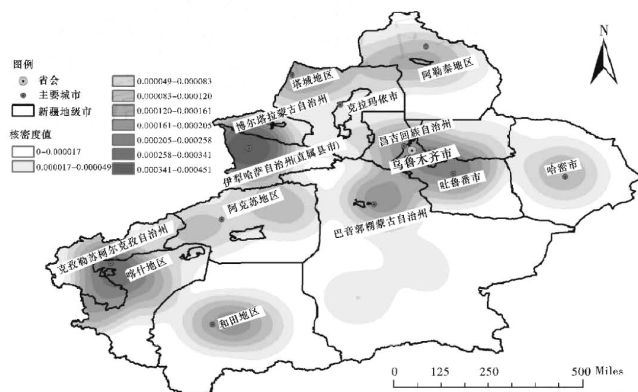 图例
省会
主要城市
新疆地级市
核密度值
0-0.000017
0.000017-0.000049
0.000049-0.000083
0.000083-0.000120
0.000120-0.000161
0.000161-0.000205
0.000205-0.000258
0.000258-0.000341
0.000341-0.000451
N
阿勒泰地区
塔城地区
克拉玛依市
博尔塔拉蒙古自治州
昌吉回族自治州
乌鲁木齐市
伊犁哈萨自治州(直属县市)
吐鲁番市
哈密市
阿克苏地区
巴音郭楞蒙古自治州
克孜勒苏柯尔克孜自治州
喀什地区
和田地区
0 125 250 500 Miles